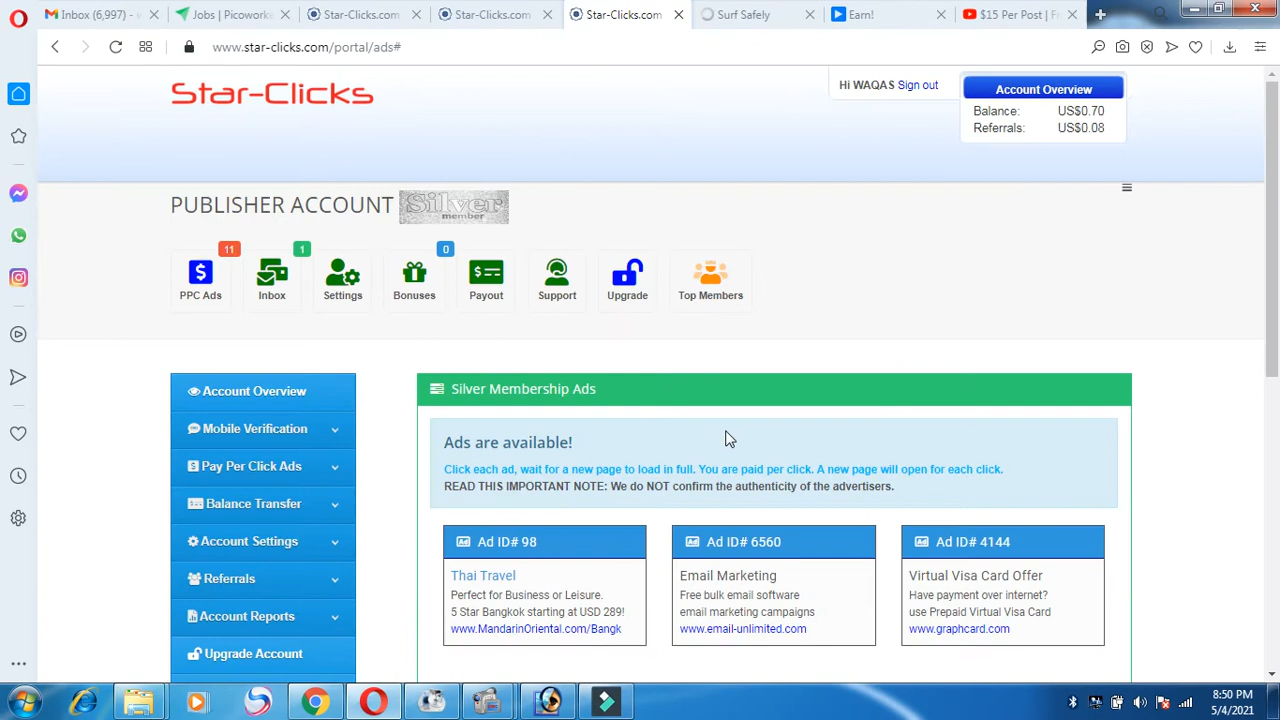 Inbox (6,997) -
Jobs | Picowork
Star-Clicks.com
Star-Clicks.com
Star-Clicks.com
Surf Safely
Earn!
$15 Per Post | F
www.star-clicks.com/portal/ads#
Star-Clicks
Hi WAQAS Sign out
Account Overview
Balance: US$0.70
Referrals: US$0.08
PUBLISHER ACCOUNT Silver member
11
1
0
PPC Ads
Inbox
Settings
Bonuses
Payout
Support
Upgrade
Top Members
Account Overview
Mobile Verification
Pay Per Click Ads
Balance Transfer
Account Settings
Referrals
Account Reports
Upgrade Account
Silver Membership Ads
Ads are available!
Click each ad, wait for a new page to load in full. You are paid per click. A new page will open for each click.
READ THIS IMPORTANT NOTE: We do NOT confirm the authenticity of the advertisers.
Ad ID# 98
Thai Travel
Perfect for Business or Leisure.
5 Star Bangkok starting at USD 289!
www.MandarinOriental.com/Bangk
Ad ID# 6560
Email Marketing
Free bulk email software
email marketing campaigns
www.email-unlimited.com
Ad ID# 4144
Virtual Visa Card Offer
Have payment over internet?
use Prepaid Virtual Visa Card
www.graphcard.com
8:50 PM
5/4/2021